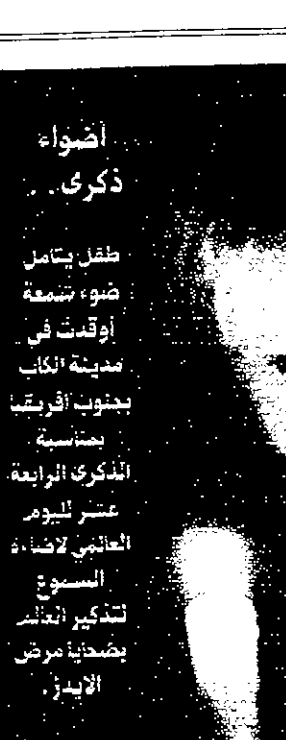 أضواء
ذكرى . .
طفل يتأمل
ضوء شمعة
أوقدت في
مدينة الكاب
بجنوب افريقيا
بمناسبة
الذكرى الرابعة
عشر لليوم
العالمي لاضاءة
الشموع
لتذكير العالم
بضحايا مرض
الايدز .